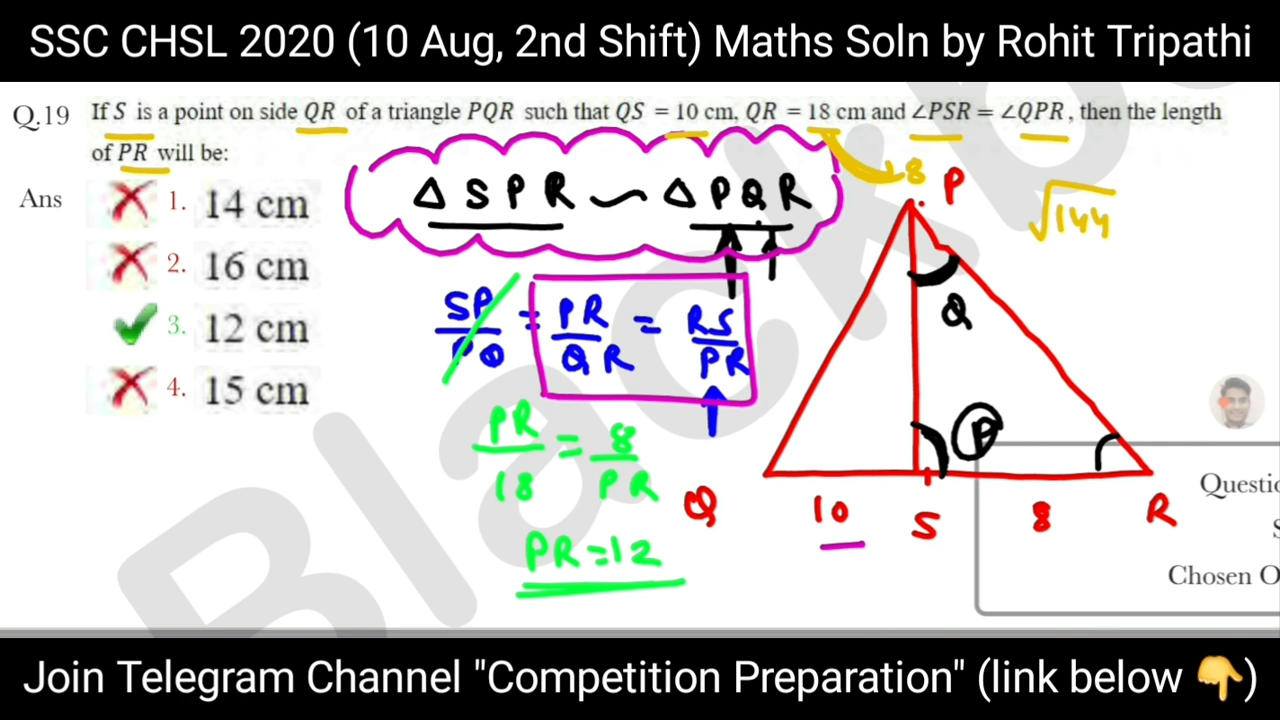 SSC CHSL 2020 (10 Aug, 2nd Shift) Maths Soln by Rohit Tripathi
Q.19 If S is a point on side QR of a triangle PQR such that QS = 10 cm, QR = 18 cm and ∠PSR = ∠QPR, then the length
of PR will be:
Ans
1. 14 cm
2. 16 cm
3. 12 cm
4. 15 cm
Δ SPR ~ Δ PQR
SP/PQ = PR/QR = RS/PR
PR/18 = 8/PR
PR=12
8
√144
P
Q
P
Q
10
S
8
R
Questio
S
Chosen O
Join Telegram Channel "Competition Preparation" (link below 👇)